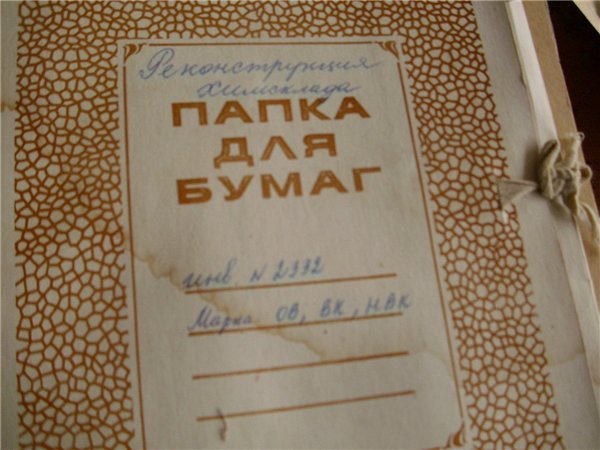 Реконструкция
химсклада
ПАПКА
ДЛЯ
БУМАГ
инв. N 2332
Марка ОВ, ВК, НВК